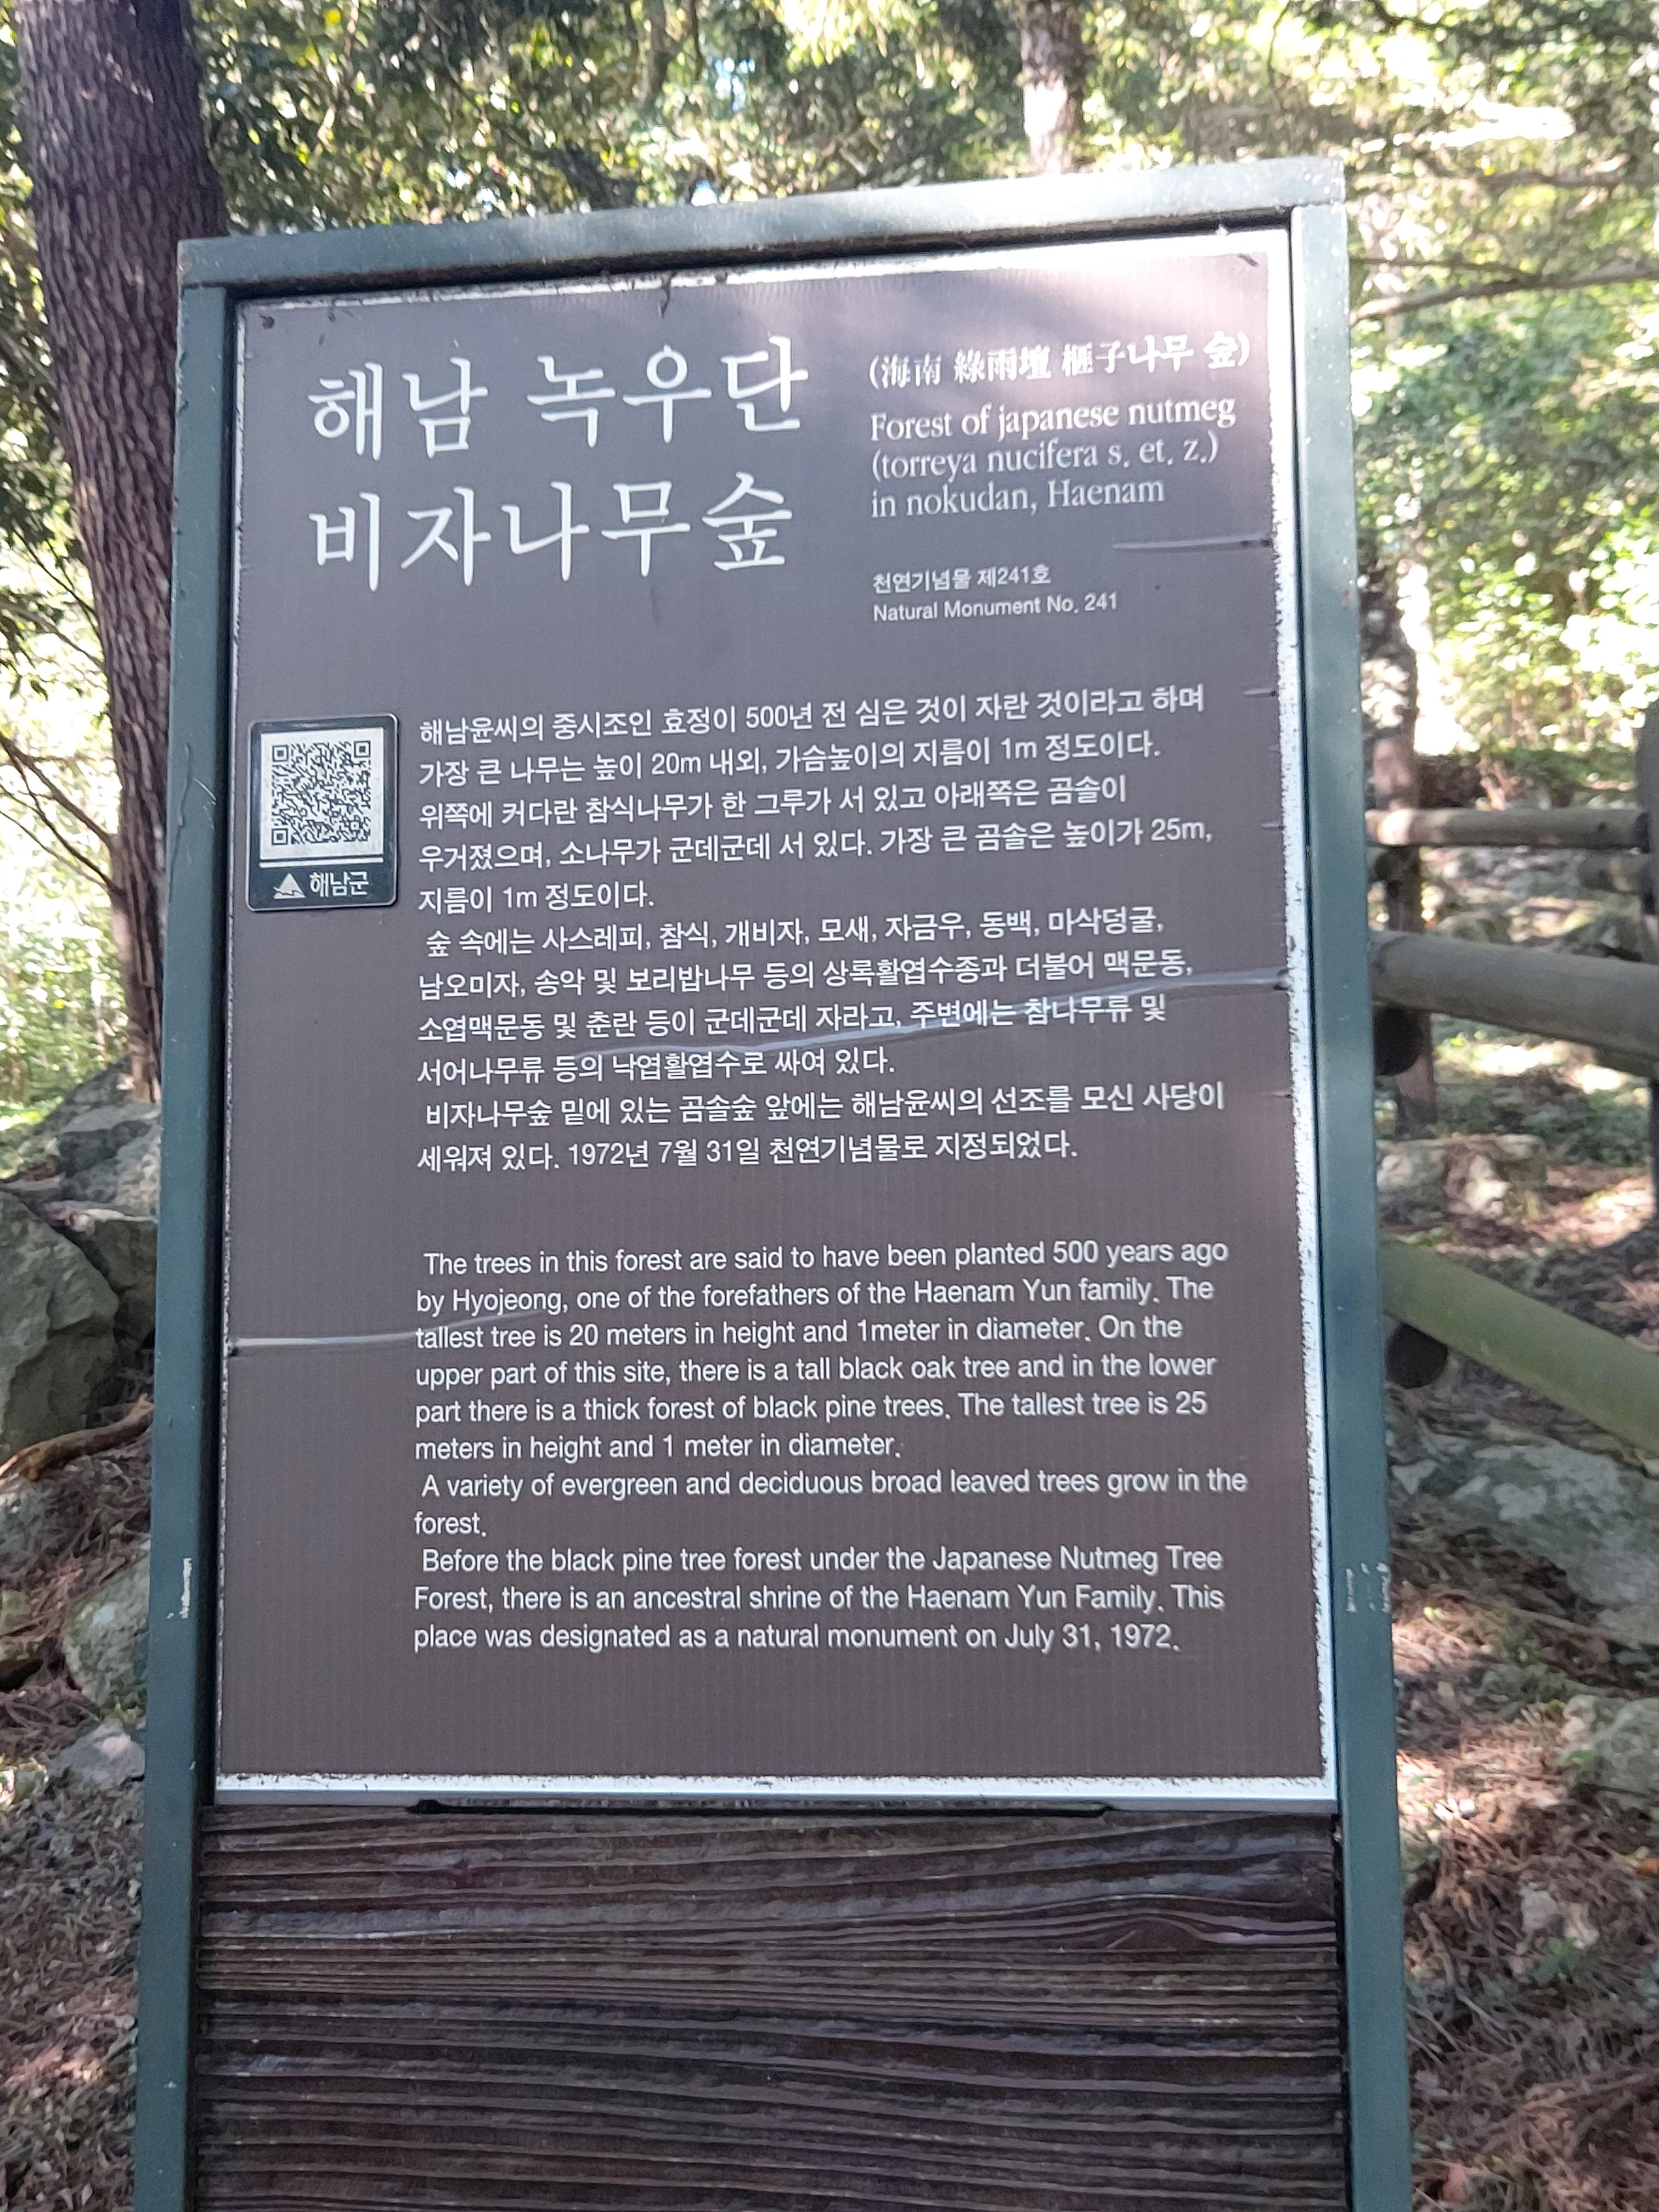 해남 녹우단
비자나무숲
(海南 綠雨壇 榧子나무 숲)
Forest of japanese nutmeg
(torreya nucifera s. et. z.)
in nokudan, Haenam
천연기념물 제241호
Natural Monument No. 241
해남군
해남윤씨의 중시조인 효정이 500년 전 심은 것이 자란 것이라고 하며
가장 큰 나무는 높이 20m 내외, 가슴높이의 지름이 1m 정도이다.
위쪽에 커다란 참식나무가 한 그루가 서 있고 아래쪽은 곰솔이
우거졌으며, 소나무가 군데군데 서 있다. 가장 큰 곰솔은 높이가 25m,
지름이 1m 정도이다.
숲 속에는 사스레피, 참식, 개비자, 모새, 자금우, 동백, 마삭덩굴,
남오미자, 송악 및 보리밥나무 등의 상록활엽수종과 더불어 맥문동,
소엽맥문동 및 춘란 등이 군데군데 자라고, 주변에는 참나무류 및
서어나무류 등의 낙엽활엽수로 싸여 있다.
비자나무숲 밑에 있는 곰솔숲 앞에는 해남윤씨의 선조를 모신 사당이
세워져 있다. 1972년 7월 31일 천연기념물로 지정되었다.
The trees in this forest are said to have been planted 500 years ago
by Hyojeong, one of the forefathers of the Haenam Yun family. The
tallest tree is 20 meters in height and 1meter in diameter. On the
upper part of this site, there is a tall black oak tree and in the lower
part there is a thick forest of black pine trees. The tallest tree is 25
meters in height and 1 meter in diameter.
A variety of evergreen and deciduous broad leaved trees grow in the
forest.
Before the black pine tree forest under the Japanese Nutmeg Tree
Forest, there is an ancestral shrine of the Haenam Yun Family. This
place was designated as a natural monument on July 31, 1972.